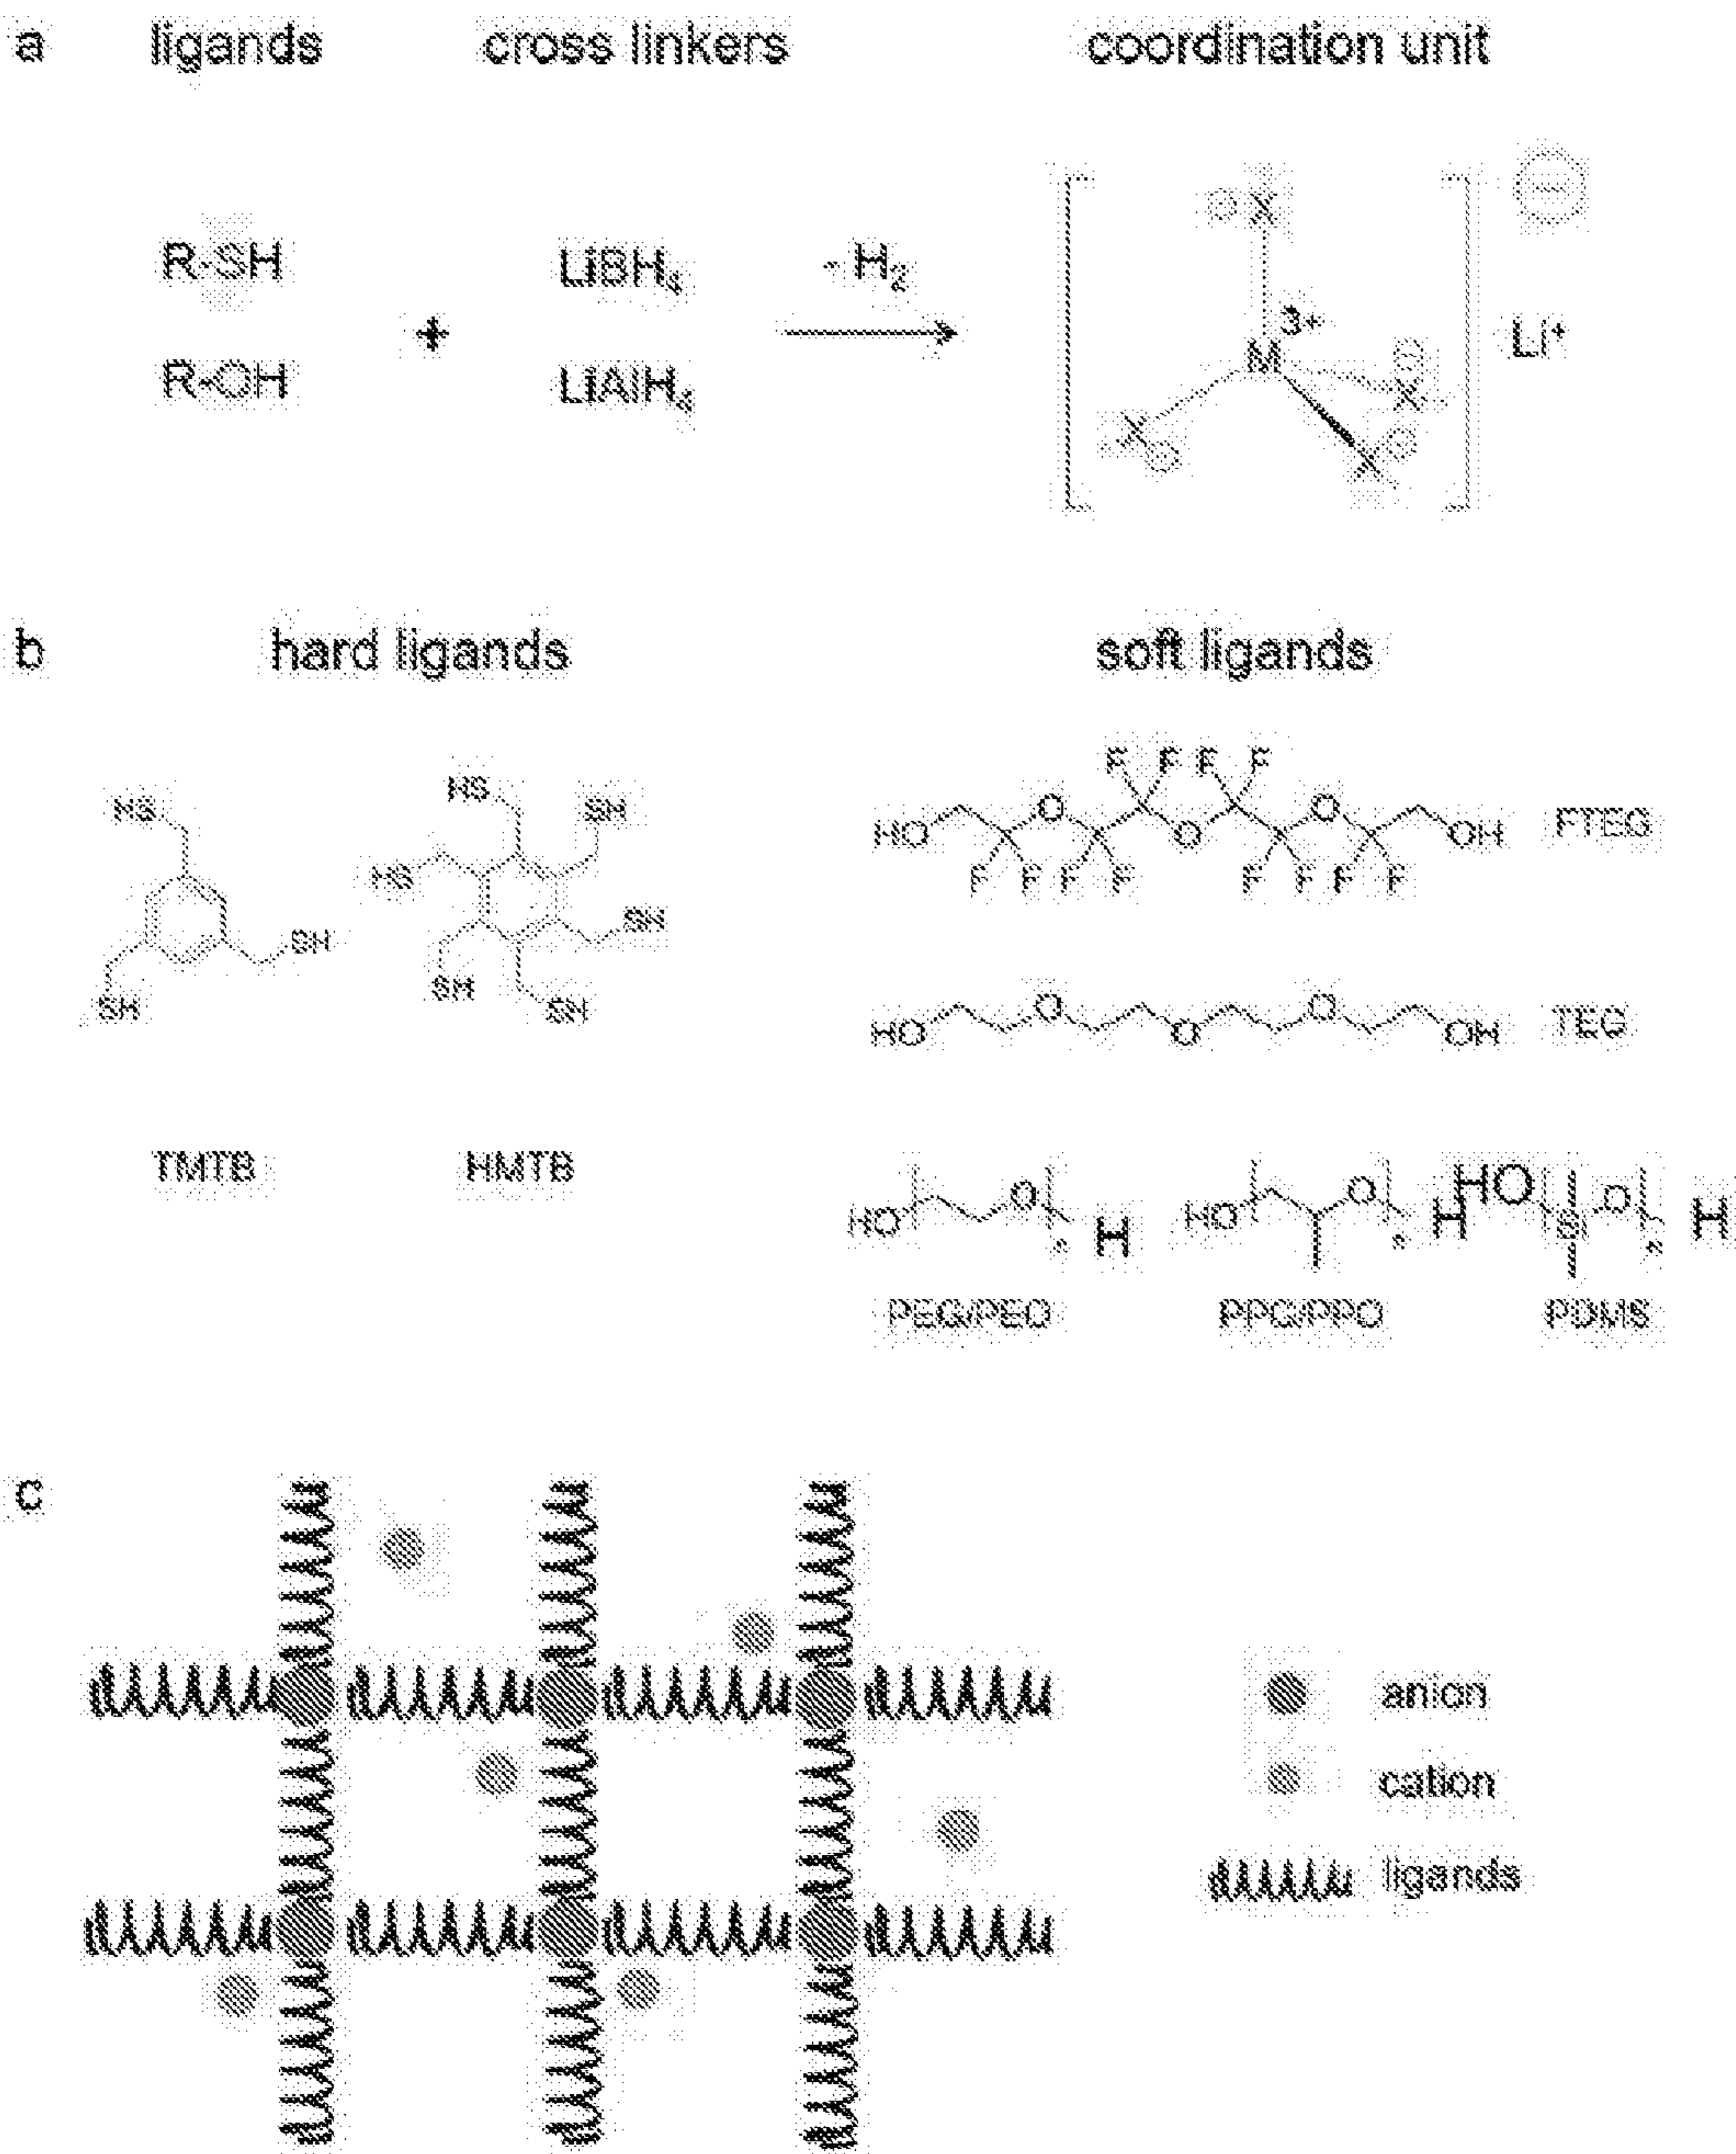 a ligands cross linkers coordination unit
R-SH LiBH4 - H2 ⊖ X ⊖
+ 3+ Li+
R-OH LiAlH4 M X ⊖
X ⊖ X ⊖
b hard ligands soft ligands
HS HS SH F F F F
HS HO O O O OH FTEG
SH SH F F F F F F F F
SH SH SH HO O O O OH TEG
TMTB HMTB
HO O n H HO O n H HO Si O n H
PEG/PEO PPG/PPO PDMS
c
anion
cation
ligands